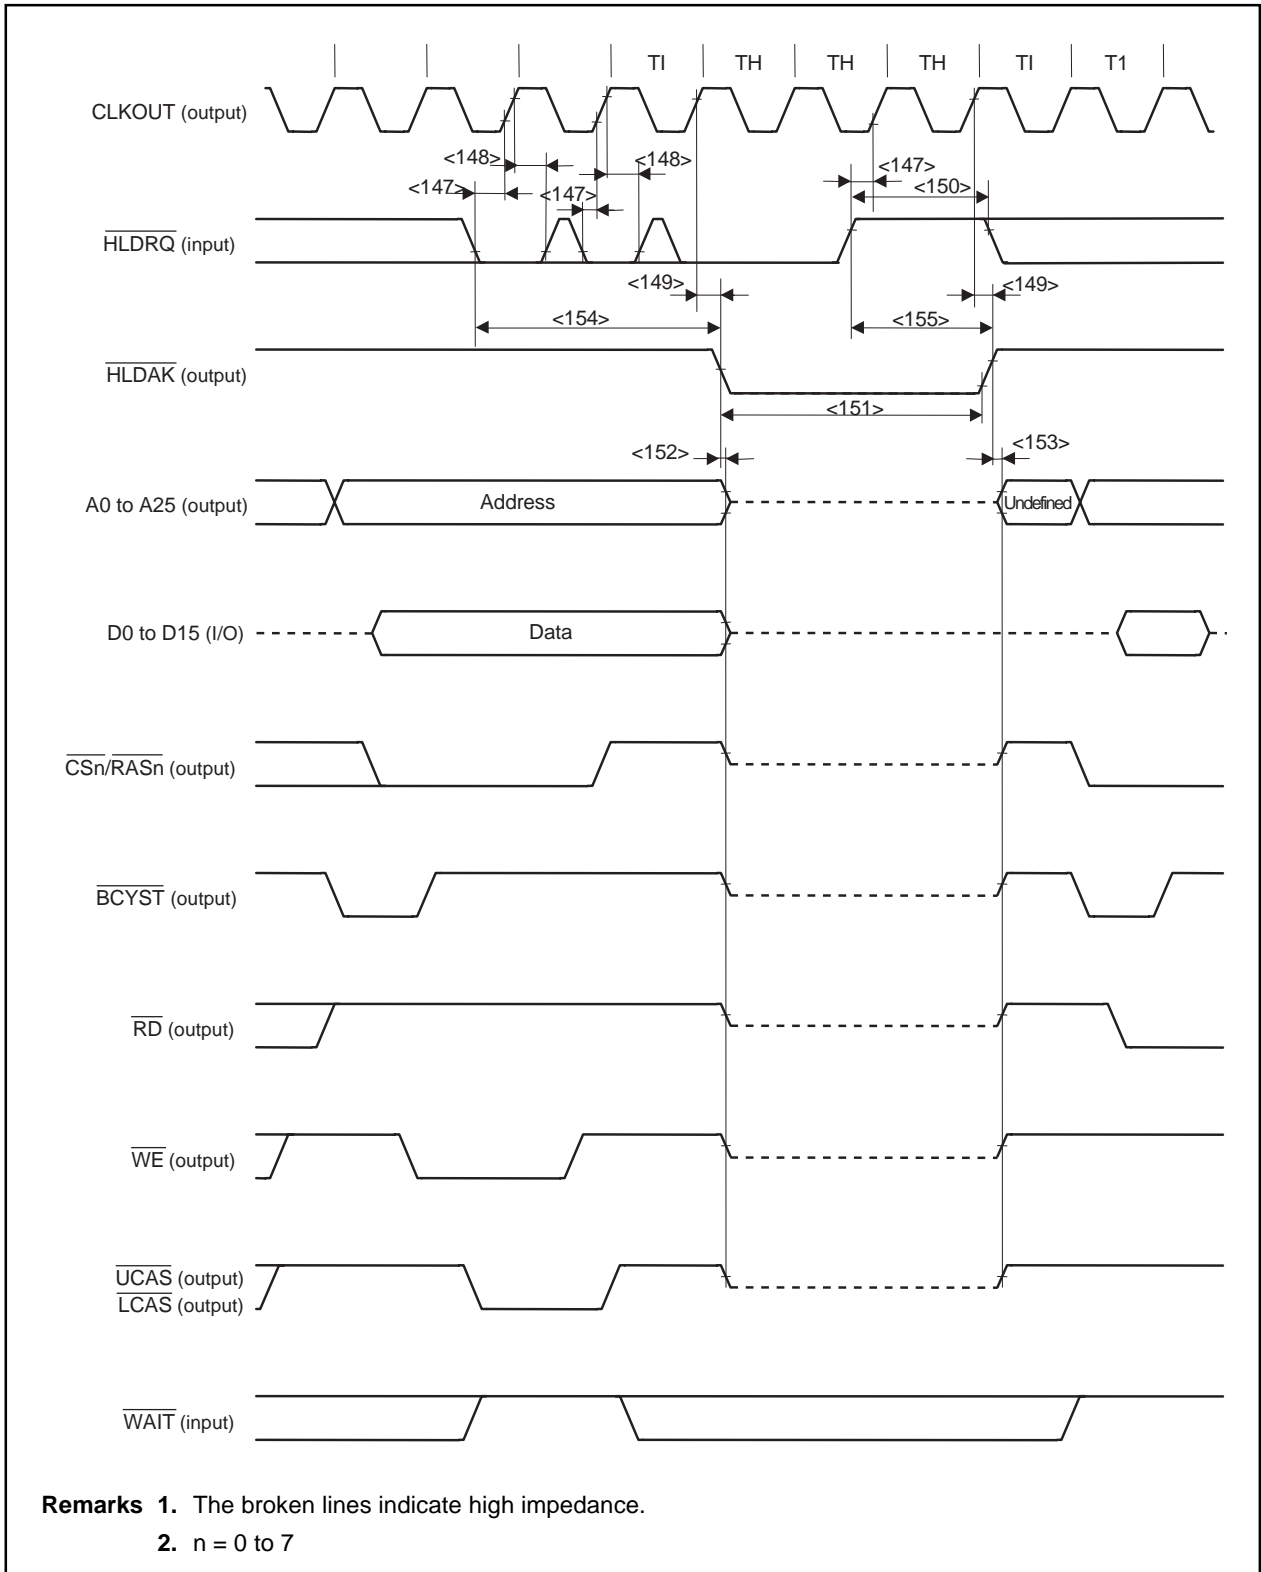 TI TH TH TH TI T1
CLKOUT (output)
<148> <148> <147>
<147> <147> <150>
HLDRQ (input)
<149> <149>
<154> <155>
HLDAK (output)
<151>
<152> <153>
A0 to A25 (output) Address Undefined
D0 to D15 (I/O) Data
CSn/RASn (output)
BCYST (output)
RD (output)
WE (output)
UCAS (output)
LCAS (output)
WAIT (input)
Remarks 1. The broken lines indicate high impedance.
2. n = 0 to 7